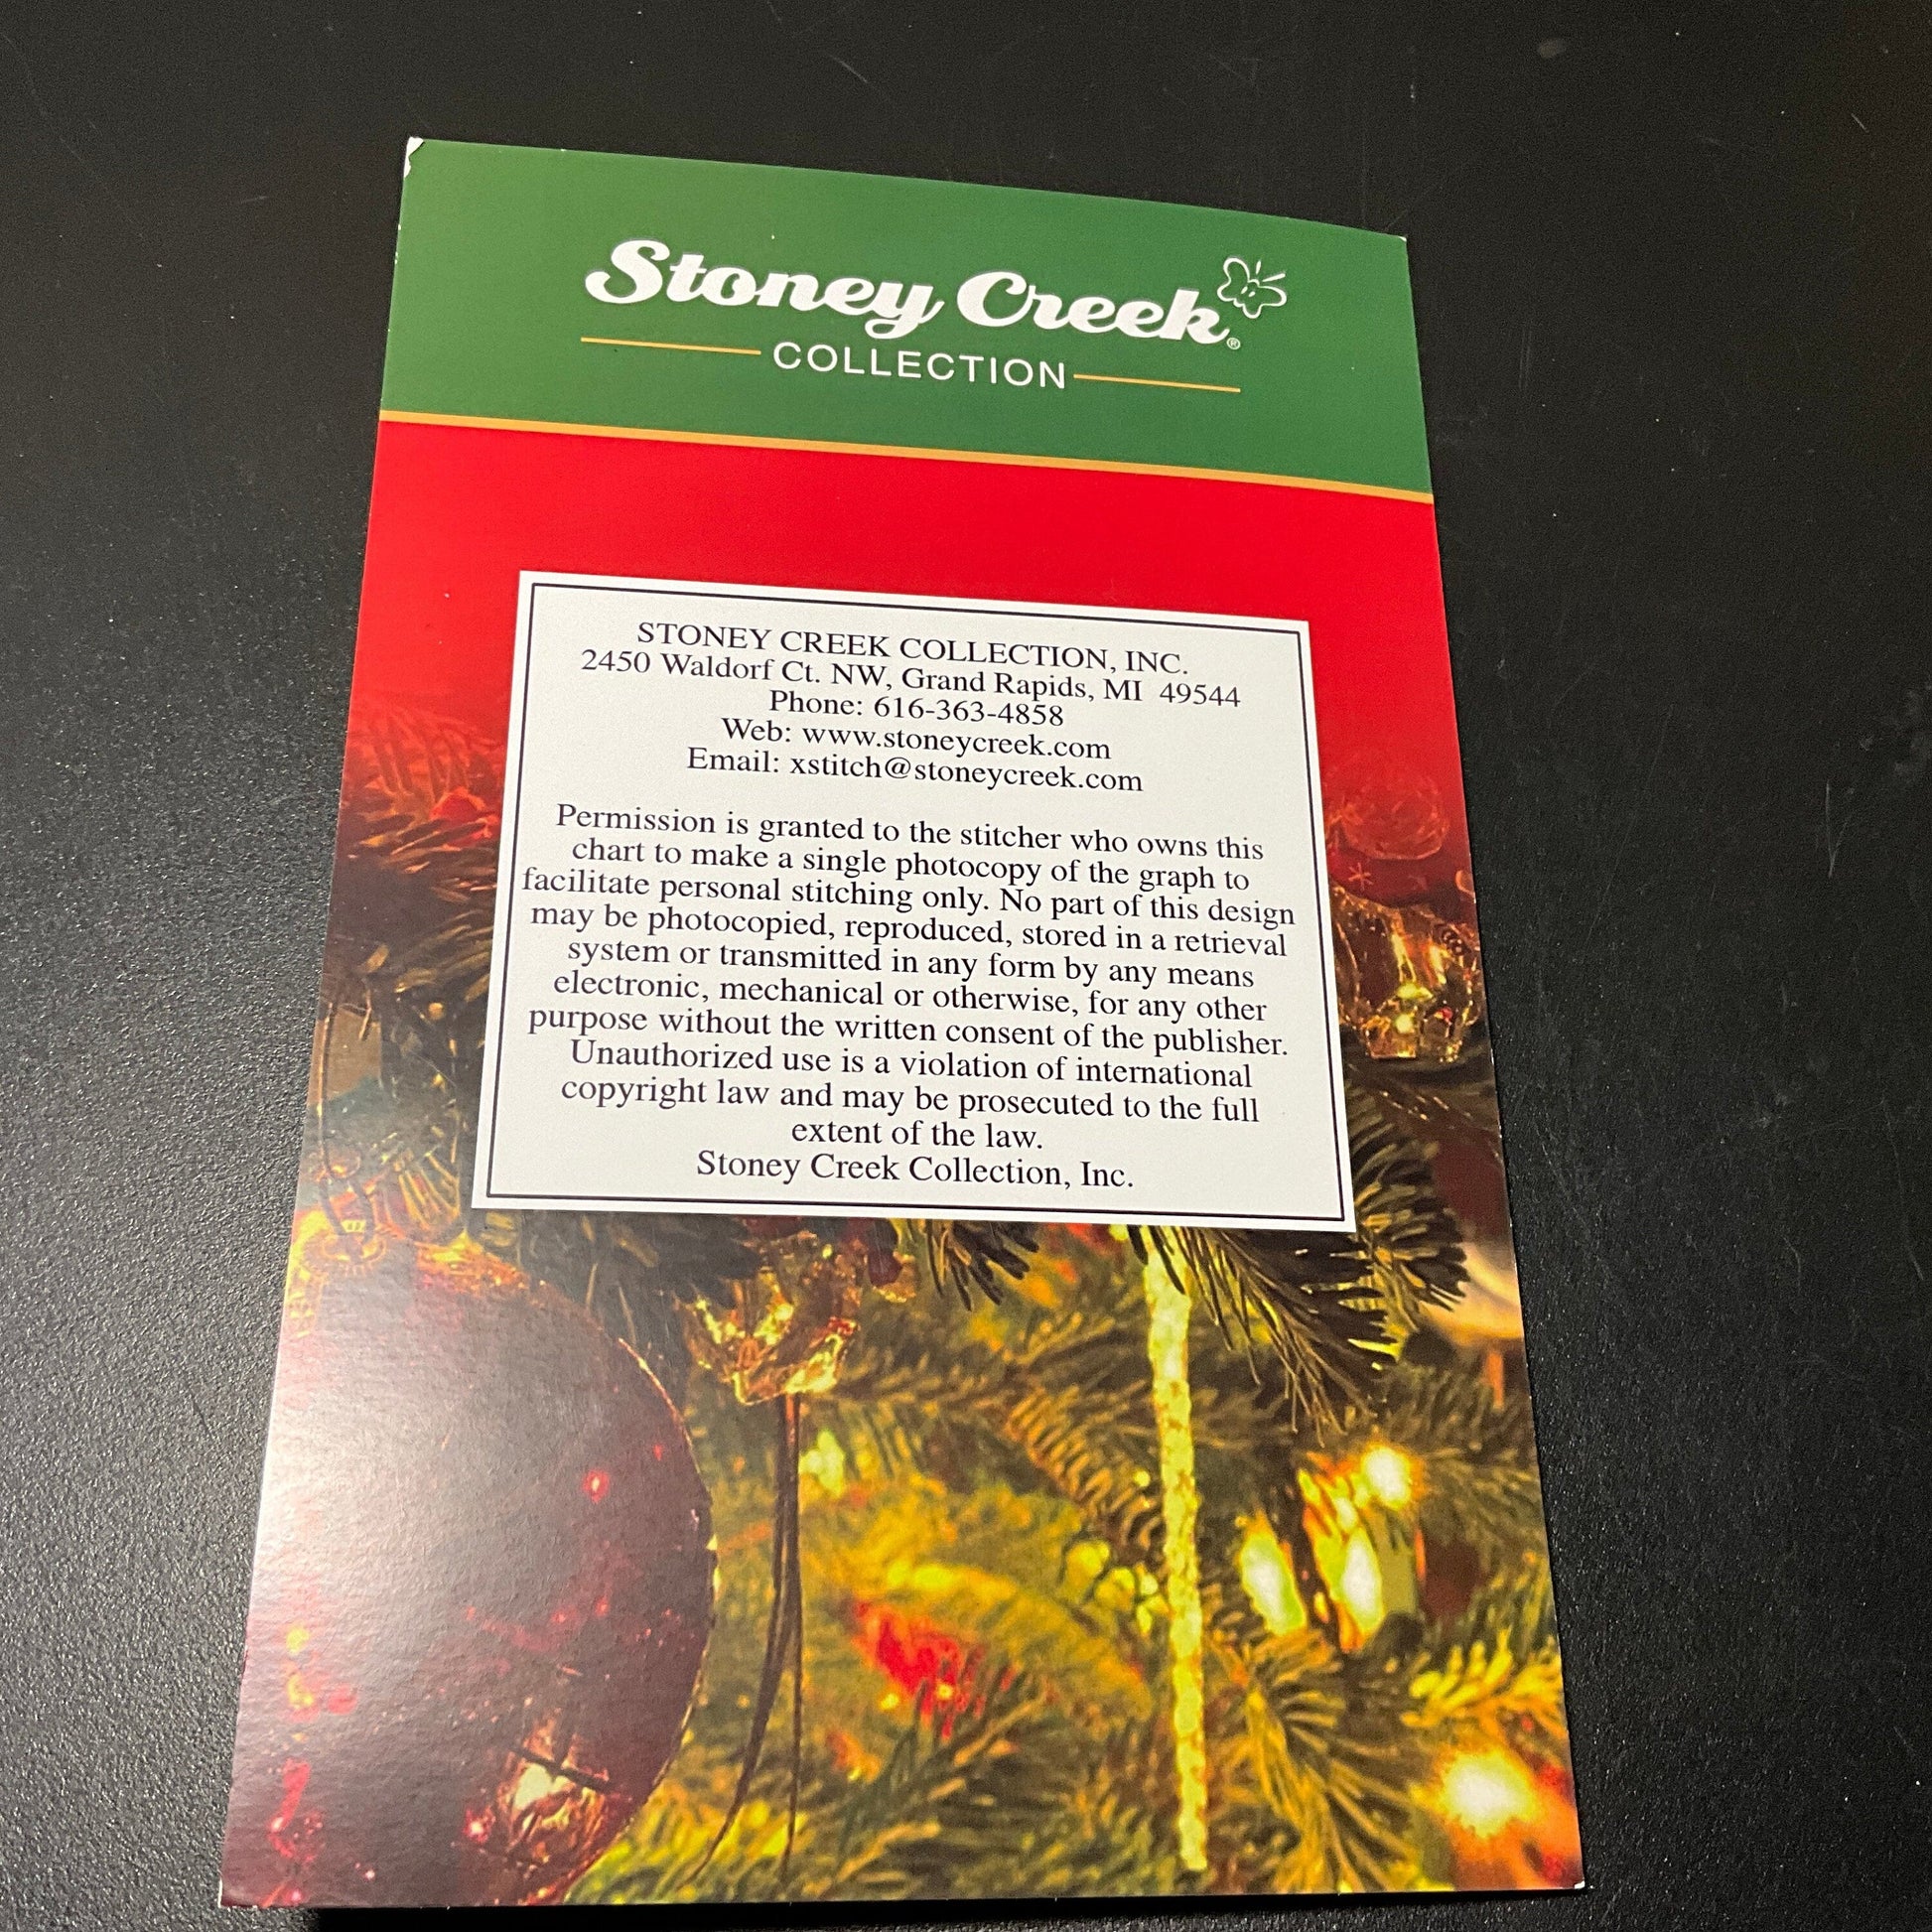 Stoney Creek®
COLLECTION
STONEY CREEK COLLECTION, INC.
2450 Waldorf Ct. NW, Grand Rapids, MI 49544
Phone: 616-363-4858
Web: www.stoneycreek.com
Email: xstitch@stoneycreek.com
Permission is granted to the stitcher who owns this
chart to make a single photocopy of the graph to
facilitate personal stitching only. No part of this design
may be photocopied, reproduced, stored in a retrieval
system or transmitted in any form by any means
electronic, mechanical or otherwise, for any other
purpose without the written consent of the publisher.
Unauthorized use is a violation of international
copyright law and may be prosecuted to the full
extent of the law.
Stoney Creek Collection, Inc.